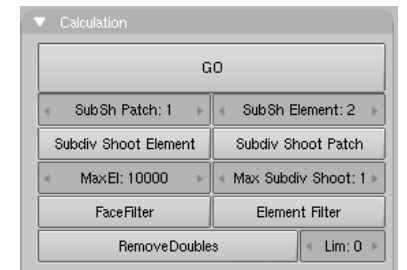 Calculation
GO
SubSh Patch: 1 SubSh Element: 2
Subdiv Shoot Element Subdiv Shoot Patch
MaxEl: 10000 Max Subdiv Shoot: 1
FaceFilter Element Filter
RemoveDoubles Lim: 0